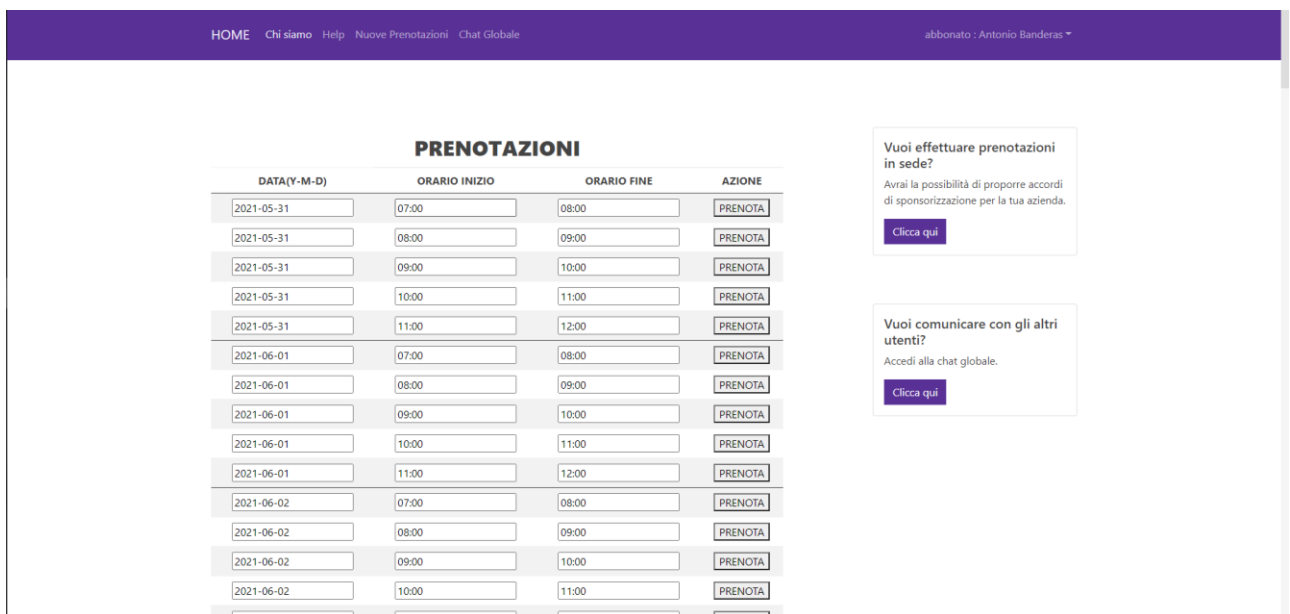 HOME Chi siamo Help Nuove Prenotazioni Chat Globale abbonato : Antonio Banderas
PRENOTAZIONI
DATA(Y-M-D) ORARIO INIZIO ORARIO FINE AZIONE
2021-05-31 07:00 08:00 PRENOTA
2021-05-31 08:00 09:00 PRENOTA
2021-05-31 09:00 10:00 PRENOTA
2021-05-31 10:00 11:00 PRENOTA
2021-05-31 11:00 12:00 PRENOTA
2021-06-01 07:00 08:00 PRENOTA
2021-06-01 08:00 09:00 PRENOTA
2021-06-01 09:00 10:00 PRENOTA
2021-06-01 10:00 11:00 PRENOTA
2021-06-01 11:00 12:00 PRENOTA
2021-06-02 07:00 08:00 PRENOTA
2021-06-02 08:00 09:00 PRENOTA
2021-06-02 09:00 10:00 PRENOTA
2021-06-02 10:00 11:00 PRENOTA
Vuoi effettuare prenotazioni
in sede?
Avrai la possibilità di proporre accordi
di sponsorizzazione per la tua azienda.
Clicca qui
Vuoi comunicare con gli altri
utenti?
Accedi alla chat globale.
Clicca qui